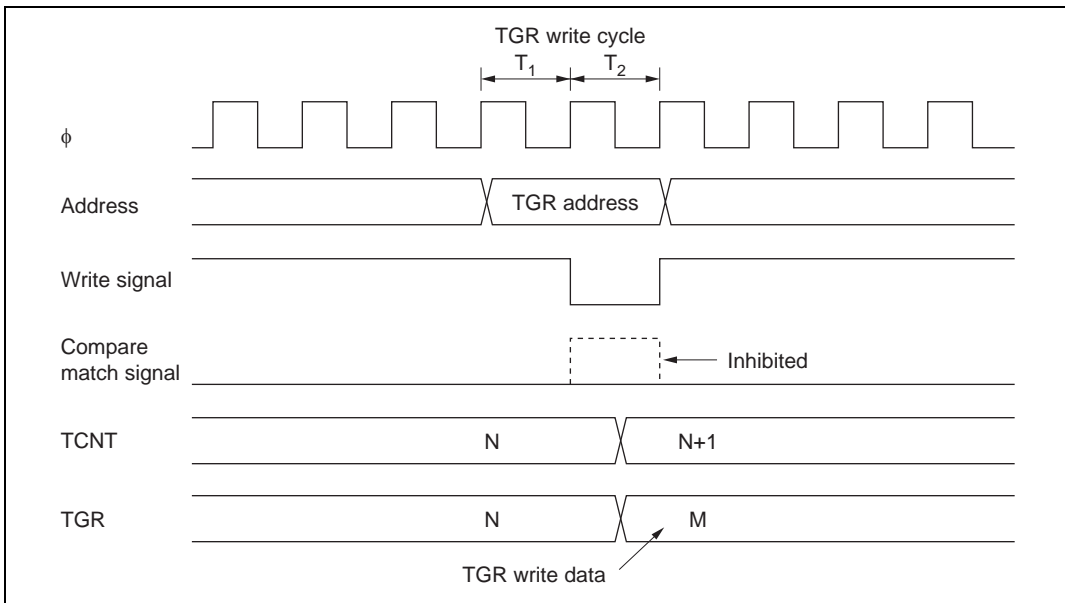 TGR write cycle
T1 T2
ϕ
Address
TGR address
Write signal
Compare
match signal
Inhibited
TCNT
N
N+1
TGR
N
M
TGR write data